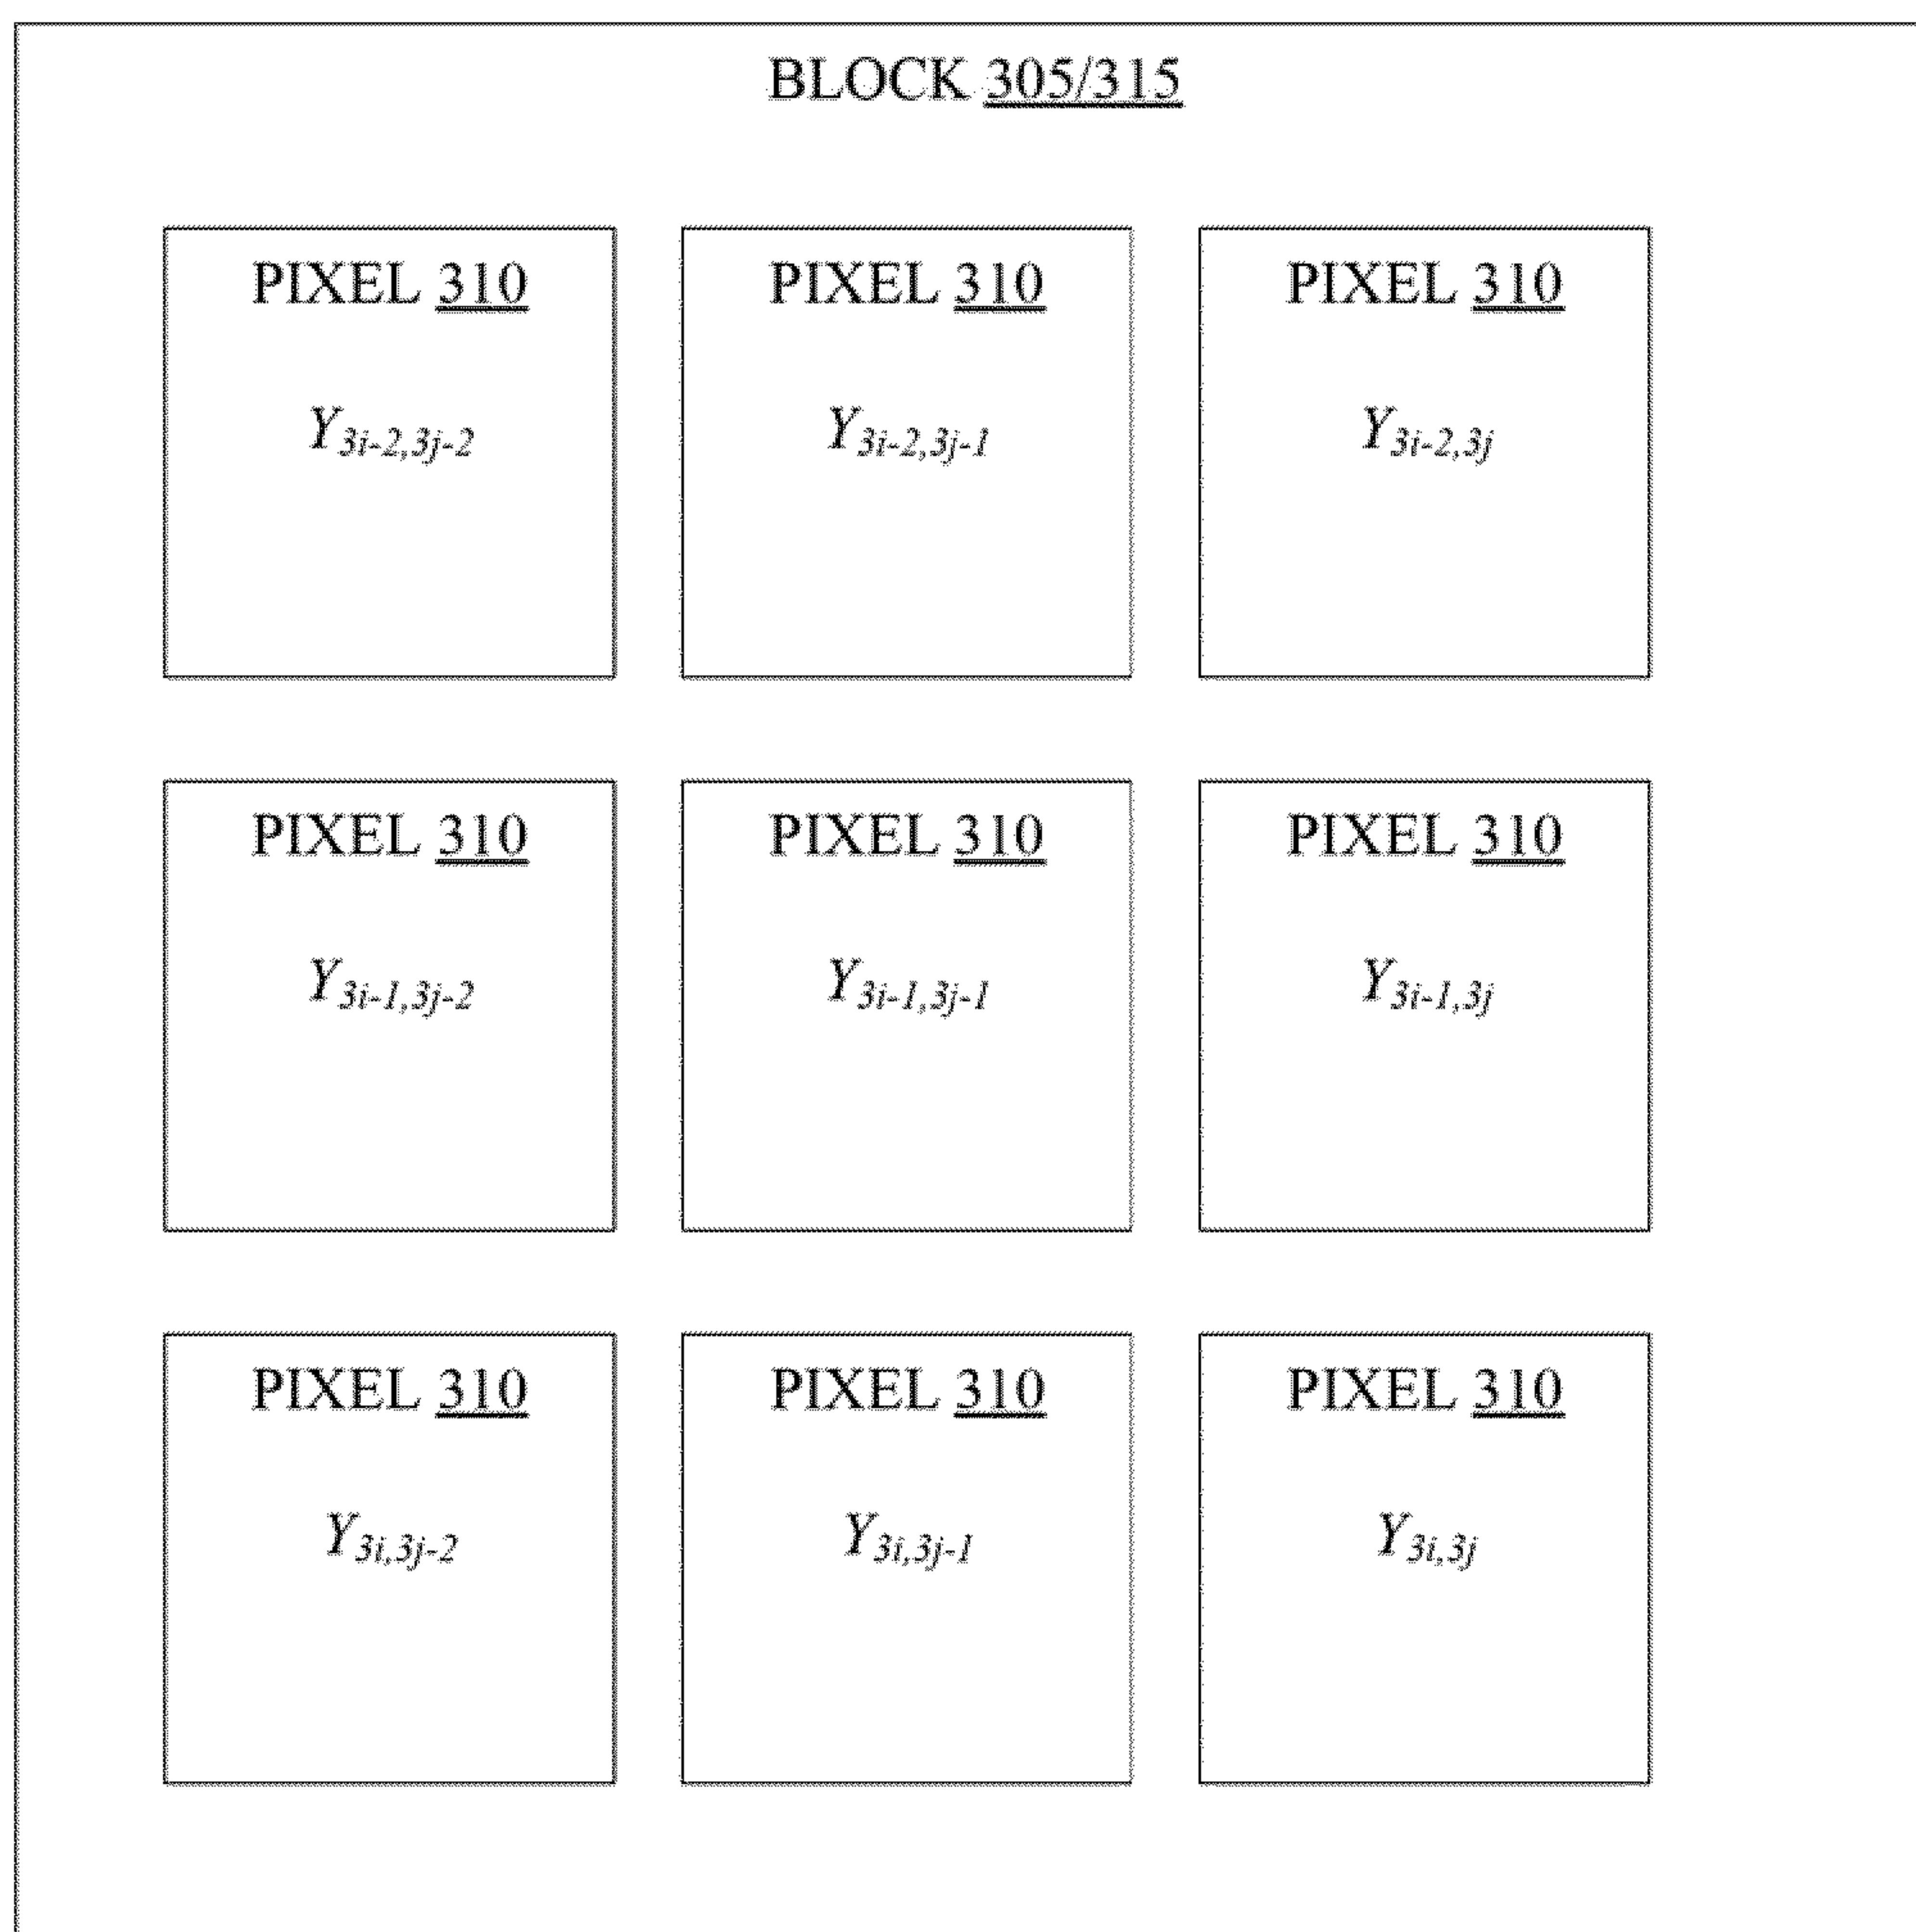 BLOCK 305/315
PIXEL 310 PIXEL 310 PIXEL 310
Y3i-2,3j-2 Y3i-2,3j-1 Y3i-2,3j
PIXEL 310 PIXEL 310 PIXEL 310
Y3i-1,3j-2 Y3i-1,3j-1 Y3i-1,3j
PIXEL 310 PIXEL 310 PIXEL 310
Y3i,3j-2 Y3i,3j-1 Y3i,3j